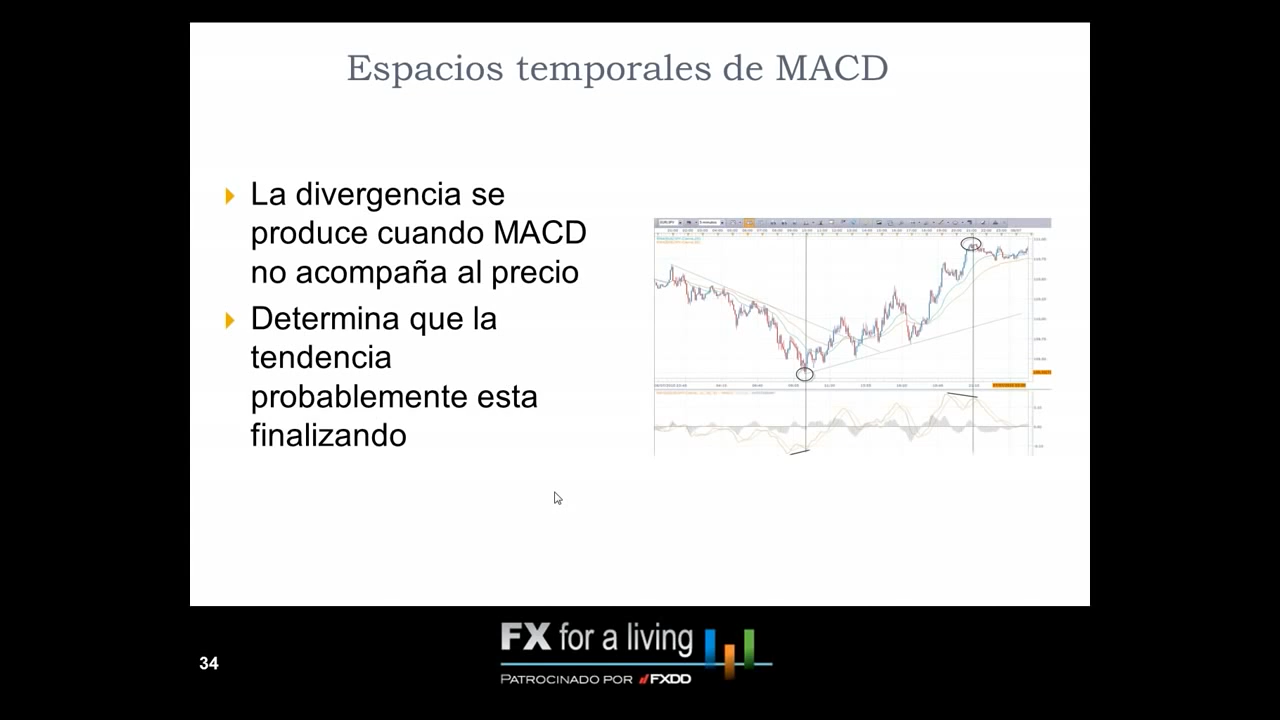 Espacios temporales de MACD
La divergencia se
produce cuando MACD
no acompaña al precio
Determina que la
tendencia
probablemente esta
finalizando
34
FX for a living
PATROCINADO POR FXDD